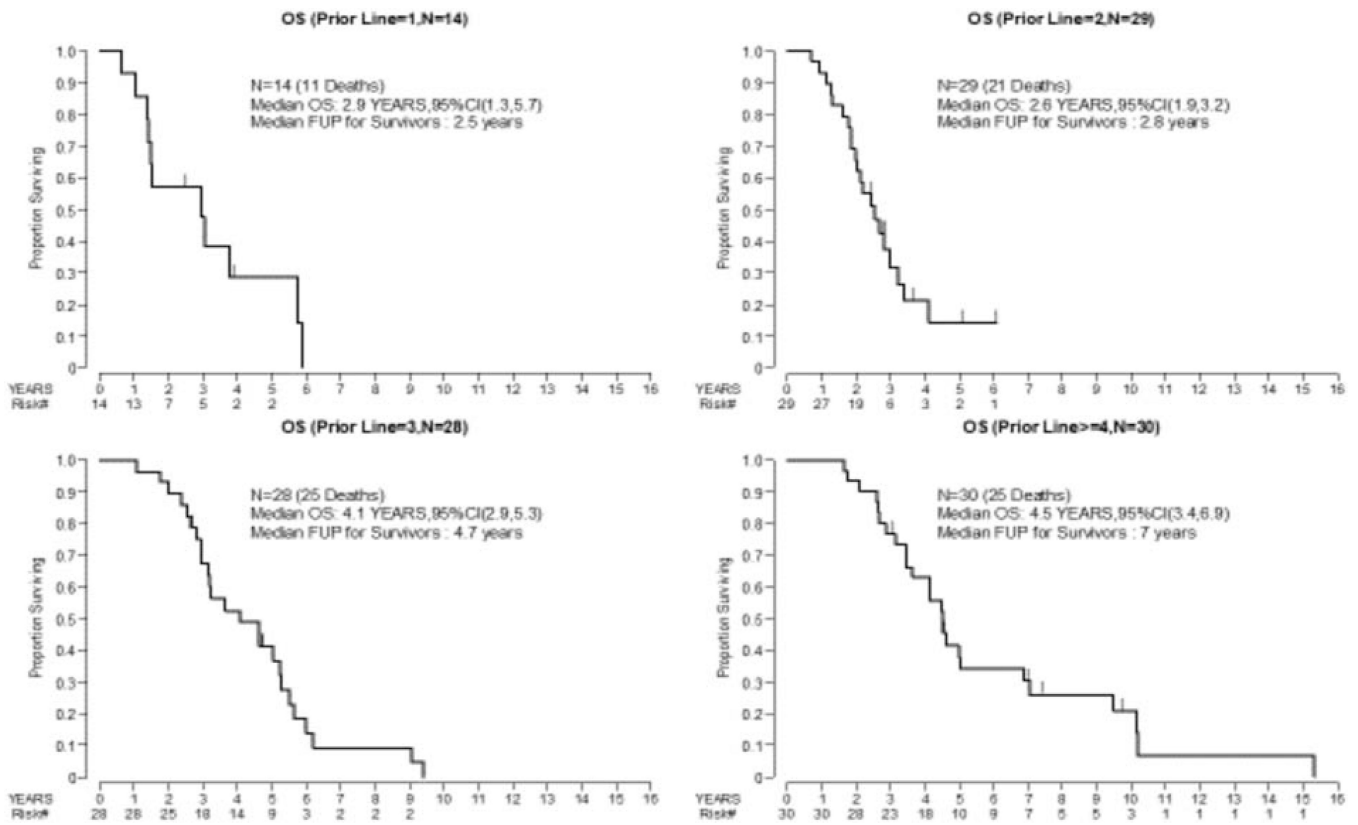 OS (Prior Line=1,N=14)
N=14 (11 Deaths)
Median OS: 2.9 YEARS,95%CI(1.3,5.7)
Median FUP for Survivors : 2.5 years
Proportion Surviving
1.0
0.9
0.8
0.7
0.6
0.5
0.4
0.3
0.2
0.1
0
YEARS 0 1 2 3 4 5 6 7 8 9 10 11 12 13 14 15 16
Risk# 14 13 7 5 2 2
OS (Prior Line=2,N=29)
N=29 (21 Deaths)
Median OS: 2.6 YEARS,95%CI(1.9,3.2)
Median FUP for Survivors : 2.8 years
Proportion Surviving
1.0
0.9
0.8
0.7
0.6
0.5
0.4
0.3
0.2
0.1
0
YEARS 0 1 2 3 4 5 6 7 8 9 10 11 12 13 14 15 16
Risk# 29 27 19 6 3 2 1
OS (Prior Line=3,N=28)
N=28 (25 Deaths)
Median OS: 4.1 YEARS,95%CI(2.9,5.3)
Median FUP for Survivors : 4.7 years
Proportion Surviving
1.0
0.9
0.8
0.7
0.6
0.5
0.4
0.3
0.2
0.1
0
YEARS 0 1 2 3 4 5 6 7 8 9 10 11 12 13 14 15 16
Risk# 28 28 25 18 14 9 3 2 2 2
OS (Prior Line>=4,N=30)
N=30 (25 Deaths)
Median OS: 4.5 YEARS,95%CI(3.4,6.9)
Median FUP for Survivors : 7 years
Proportion Surviving
1.0
0.9
0.8
0.7
0.6
0.5
0.4
0.3
0.2
0.1
0
YEARS 0 1 2 3 4 5 6 7 8 9 10 11 12 13 14 15 16
Risk# 30 30 28 23 18 10 9 7 5 5 3 1 1 1 1 1